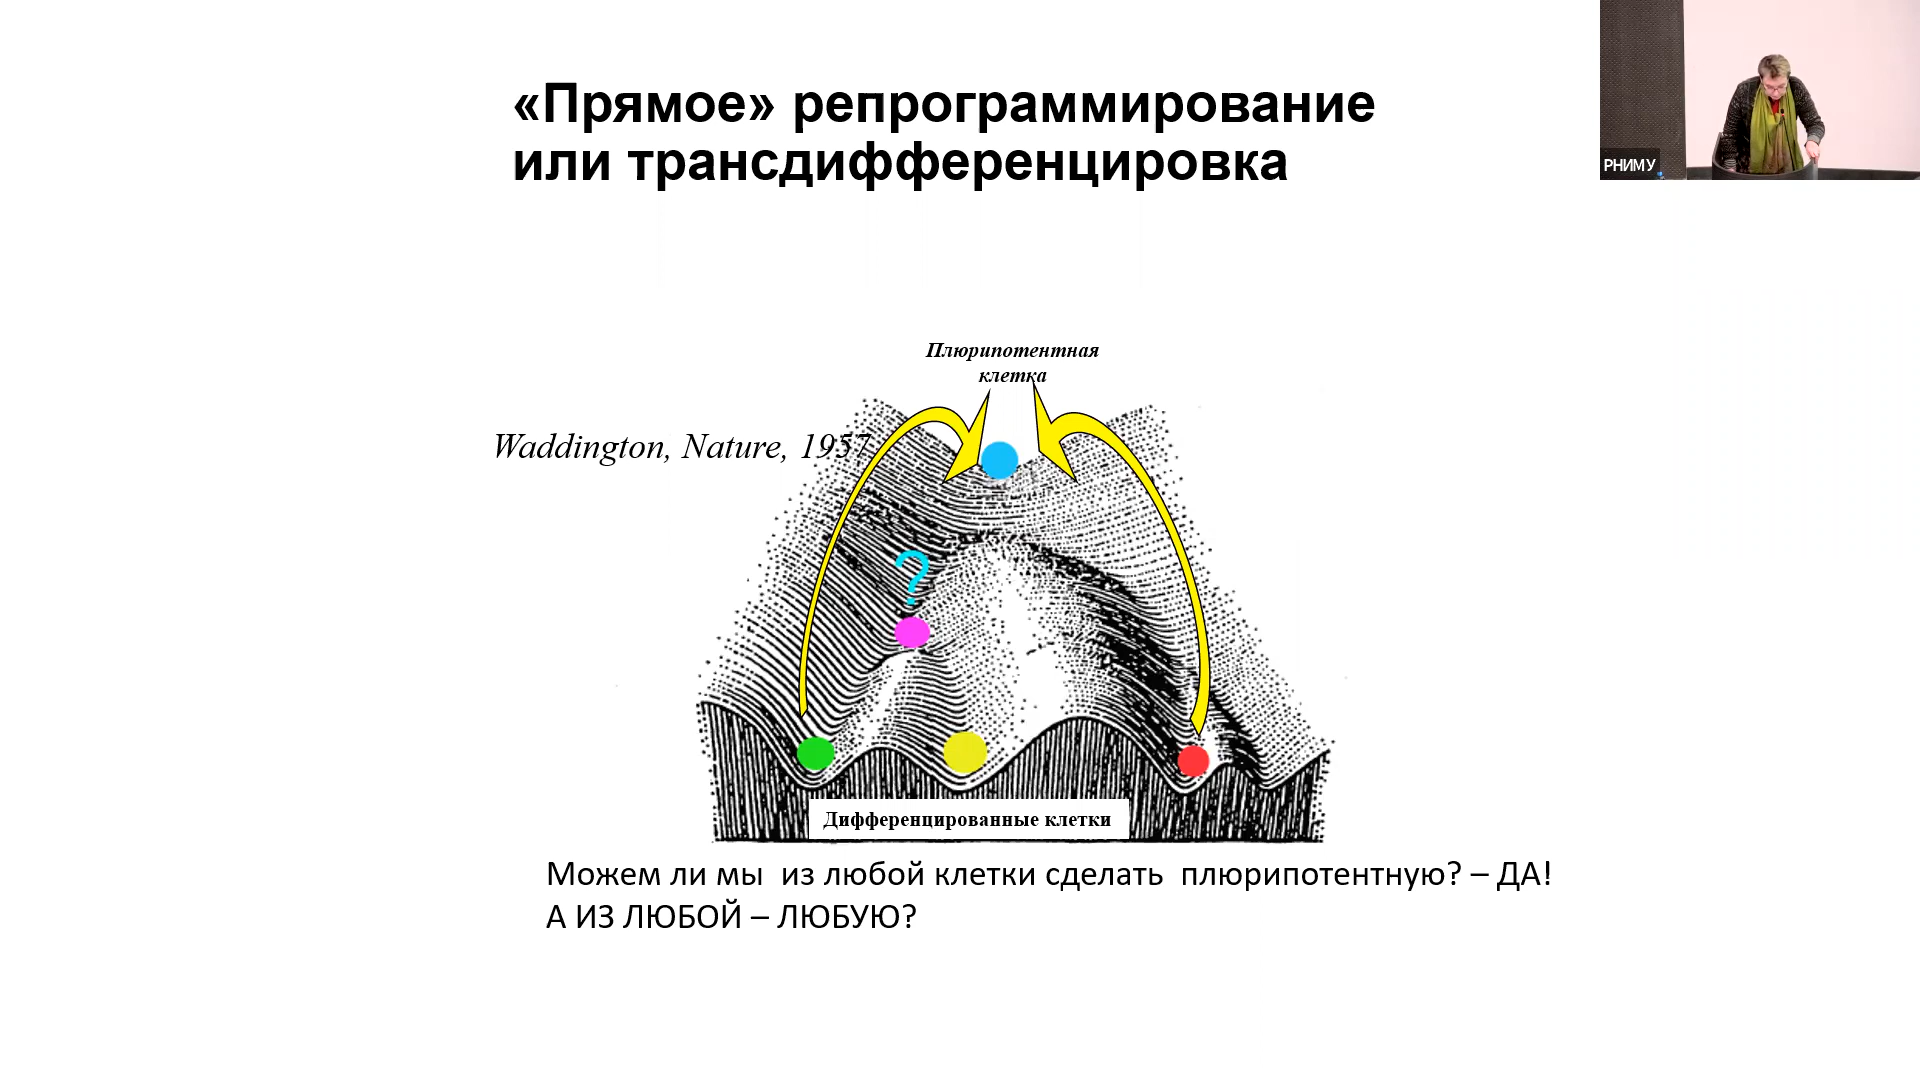 «Прямое» репрограммирование
или трансдифференцировка
РНИМУ
Плюрипотентная
клетка
Waddington, Nature, 1957
?
Дифференцированные клетки
Можем ли мы из любой клетки сделать плюрипотентную? – ДА!
А ИЗ ЛЮБОЙ – ЛЮБУЮ?